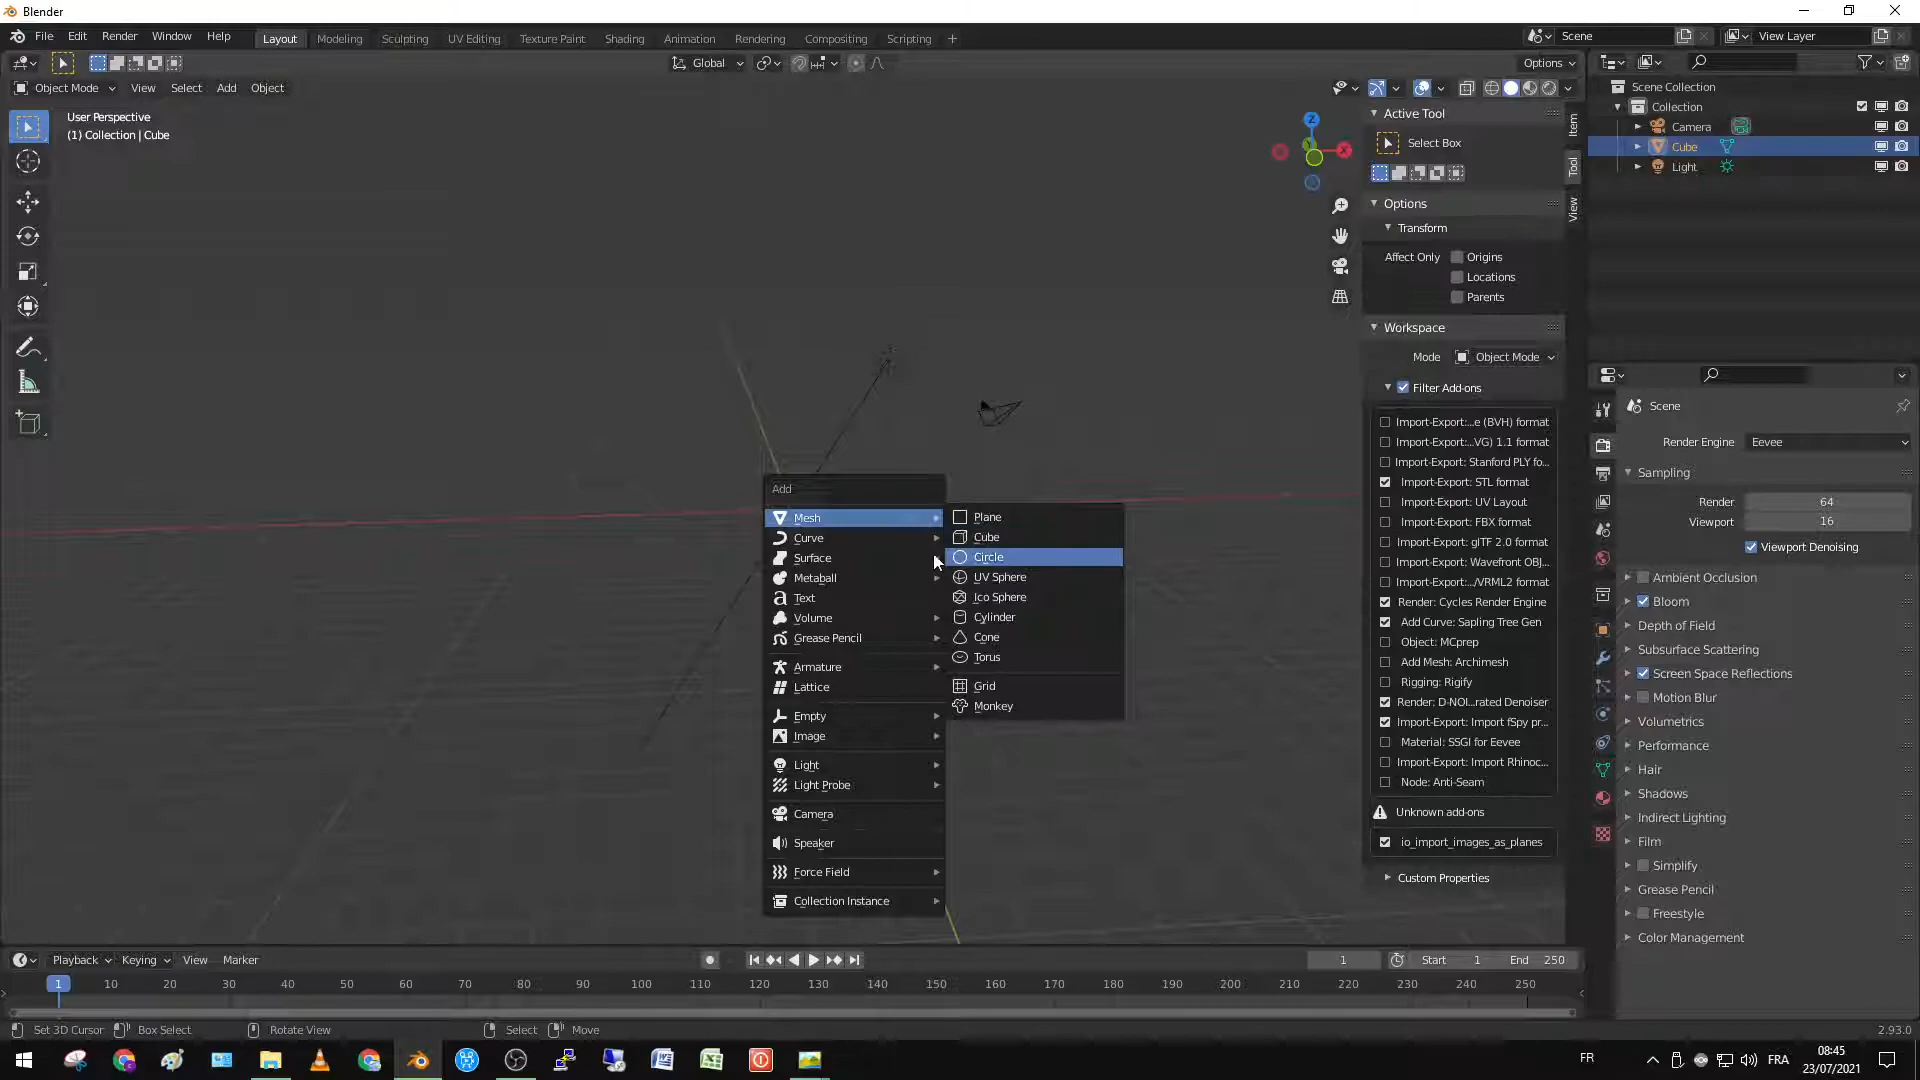 Blender
File Edit Render Window Help Layout Modeling Sculpting UV Editing Texture Paint Shading Animation Rendering Compositing Scripting + Scene View Layer
Global Options
Object Mode View Select Add Object
User Perspective
(1) Collection | Cube
Z
X
Active Tool
Select Box
Options
Transform
Affect Only Origins
Locations
Parents
Workspace
Mode Object Mode
Filter Add-ons
Import-Export:...e (BVH) format
Import-Export:...VG) 1.1 format
Import-Export: Stanford PLY fo...
Import-Export: STL format
Import-Export: UV Layout
Import-Export: FBX format
Import-Export: glTF 2.0 format
Import-Export: Wavefront OBJ...
Import-Export:.../VRML2 format
Render: Cycles Render Engine
Add Curve: Sapling Tree Gen
Object: MCprep
Add Mesh: Archimesh
Rigging: Rigify
Render: D-NOI...rated Denoiser
Import-Export: Import fSpy pr...
Material: SSGI for Eevee
Import-Export: Import Rhinoc...
Node: Anti-Seam
Unknown add-ons
io_import_images_as_planes
Custom Properties
Item
Tool
View
Scene Collection
Collection
Camera
Cube
Light
Scene
Render Engine Eevee
Sampling
Render 64
Viewport 16
Viewport Denoising
Ambient Occlusion
Bloom
Depth of Field
Subsurface Scattering
Screen Space Reflections
Motion Blur
Volumetrics
Performance
Hair
Shadows
Indirect Lighting
Film
Simplify
Grease Pencil
Freestyle
Color Management
Add
Mesh
Curve
Surface
Metaball
Text
Volume
Grease Pencil
Armature
Lattice
Empty
Image
Light
Light Probe
Camera
Speaker
Force Field
Collection Instance
Plane
Cube
Circle
UV Sphere
Ico Sphere
Cylinder
Cone
Torus
Grid
Monkey
Playback Keying View Marker 1 Start 1 End 250
1 10 20 30 40 50 60 70 80 90 100 110 120 130 140 150 160 170 180 190 200 210 220 230 240 250
Set 3D Cursor Box Select Rotate View Select Move 2.93.0
FR FRA 08:45
23/07/2021